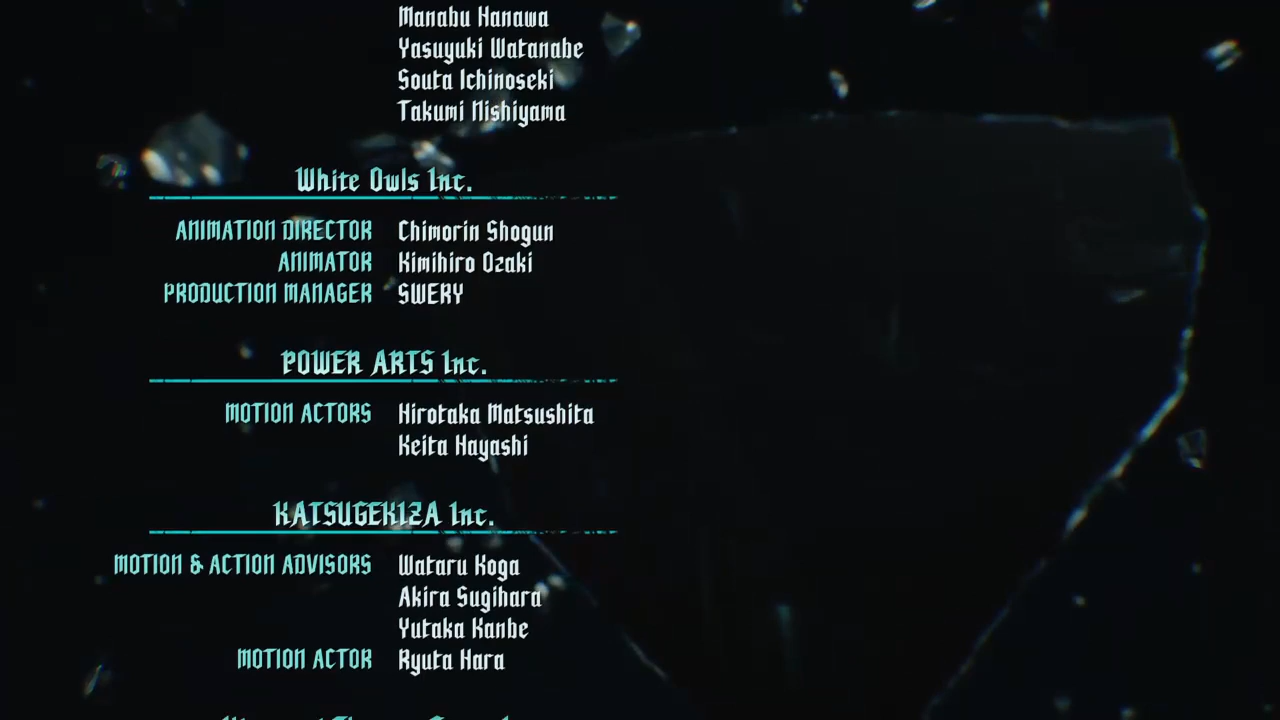 Manabu Hanawa
Yasuyuki Watanabe
Souta Ichinoseki
Takumi Nishiyama
White Owls Inc.
ANIMATION DIRECTOR Chimorin Shogun
ANIMATOR Kimihiro Ozaki
PRODUCTION MANAGER SWERY
POWER ARTS Inc.
MOTION ACTORS Hirotaka Matsushita
Keita Hayashi
KATSUGEKIZA Inc.
MOTION & ACTION ADVISORS Wataru Koga
Akira Sugihara
Yutaka Kanbe
MOTION ACTOR Ryuta Hara